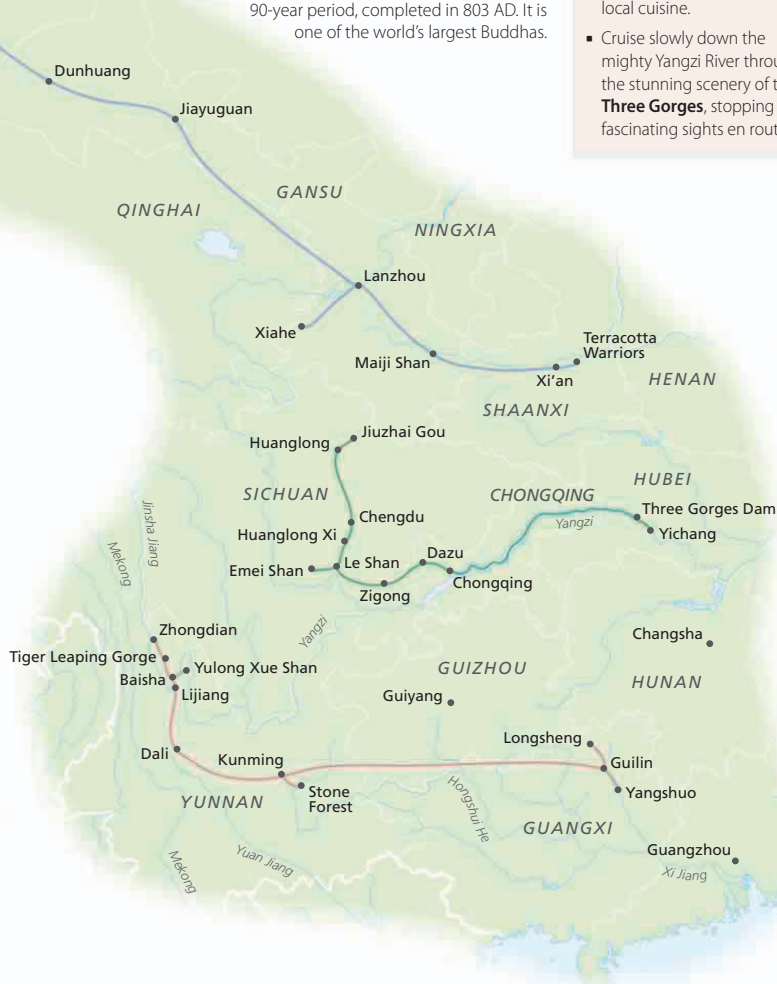 90-year period, completed in 803 AD. It is
one of the world's largest Buddhas.
local cuisine.
▪ Cruise slowly down the
mighty Yangzi River throu
the stunning scenery of t
Three Gorges, stopping
fascinating sights en rout
Dunhuang
Jiayuguan
GANSU
QINGHAI
NINGXIA
Lanzhou
Xiahe
Maiji Shan
Terracotta
Warriors
Xi'an
HENAN
SHAANXI
Jiuzhai Gou
Huanglong
SICHUAN
CHONGQING
HUBEI
Jinsha Jiang
Three Gorges Dam
Chengdu
Yangzi
Yichang
Huanglong Xi
Mekong
Le Shan
Dazu
Emei Shan
Chongqing
Zigong
Zhongdian
Yangzi
Changsha
Tiger Leaping Gorge
Yulong Xue Shan
GUIZHOU
Baisha
HUNAN
Lijiang
Guiyang
Longsheng
Dali
Kunming
Guilin
Stone
Forest
Yangshuo
YUNNAN
Hongshui He
GUANGXI
Guangzhou
Mekong
Yuan Jiang
Xi Jiang